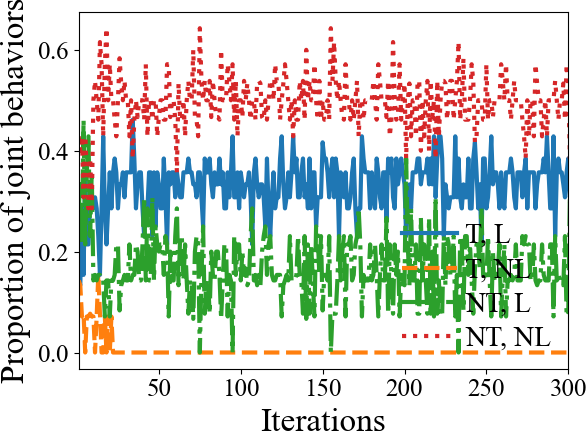 Proportion of joint behaviors
0.6
0.4
0.2
0.0
T, L
T, NL
NT, L
NT, NL
50
100
150
200
250
300
Iterations